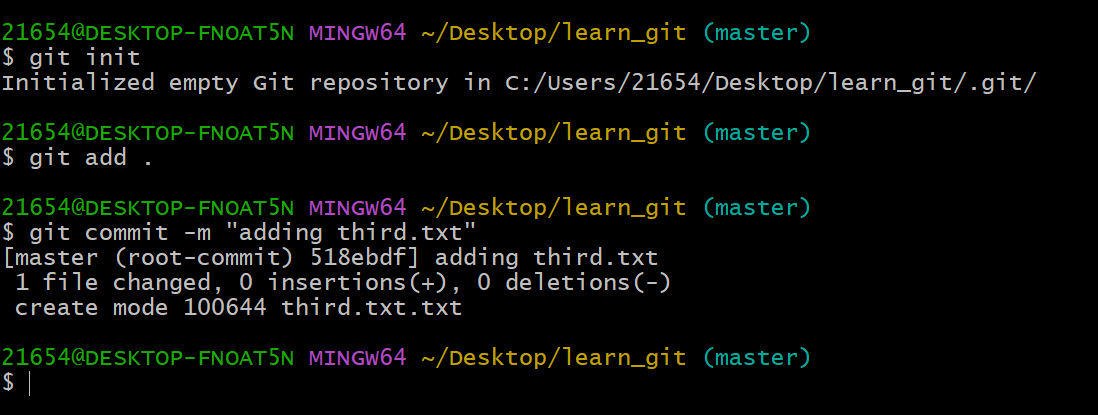 21654@DESKTOP-FNOAT5N MINGW64 ~/Desktop/learn_git (master)
$ git init
Initialized empty Git repository in C:/Users/21654/Desktop/learn_git/.git/
21654@DESKTOP-FNOAT5N MINGW64 ~/Desktop/learn_git (master)
$ git add .
21654@DESKTOP-FNOAT5N MINGW64 ~/Desktop/learn_git (master)
$ git commit -m "adding third.txt"
[master (root-commit) 518ebdf] adding third.txt
1 file changed, 0 insertions(+), 0 deletions(-)
create mode 100644 third.txt.txt
21654@DESKTOP-FNOAT5N MINGW64 ~/Desktop/learn_git (master)
$